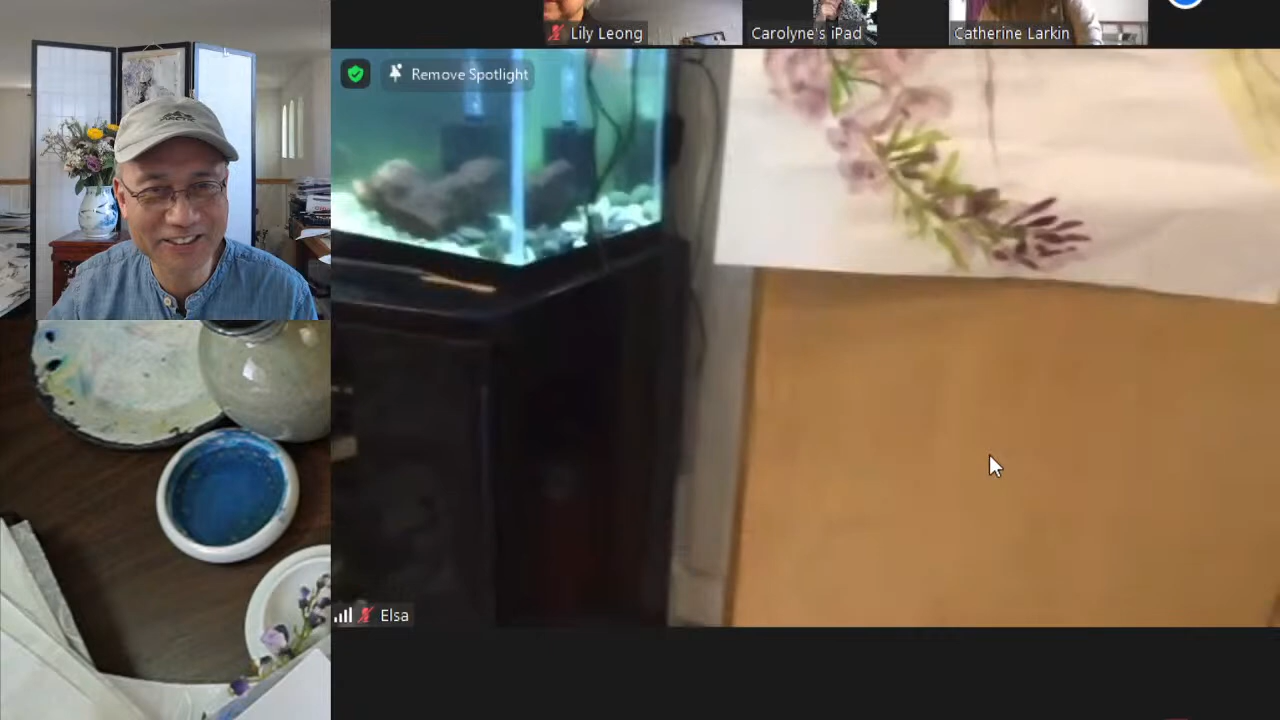 Lily Leong
Carolyne's iPad
Catherine Larkin
Remove Spotlight
Elsa